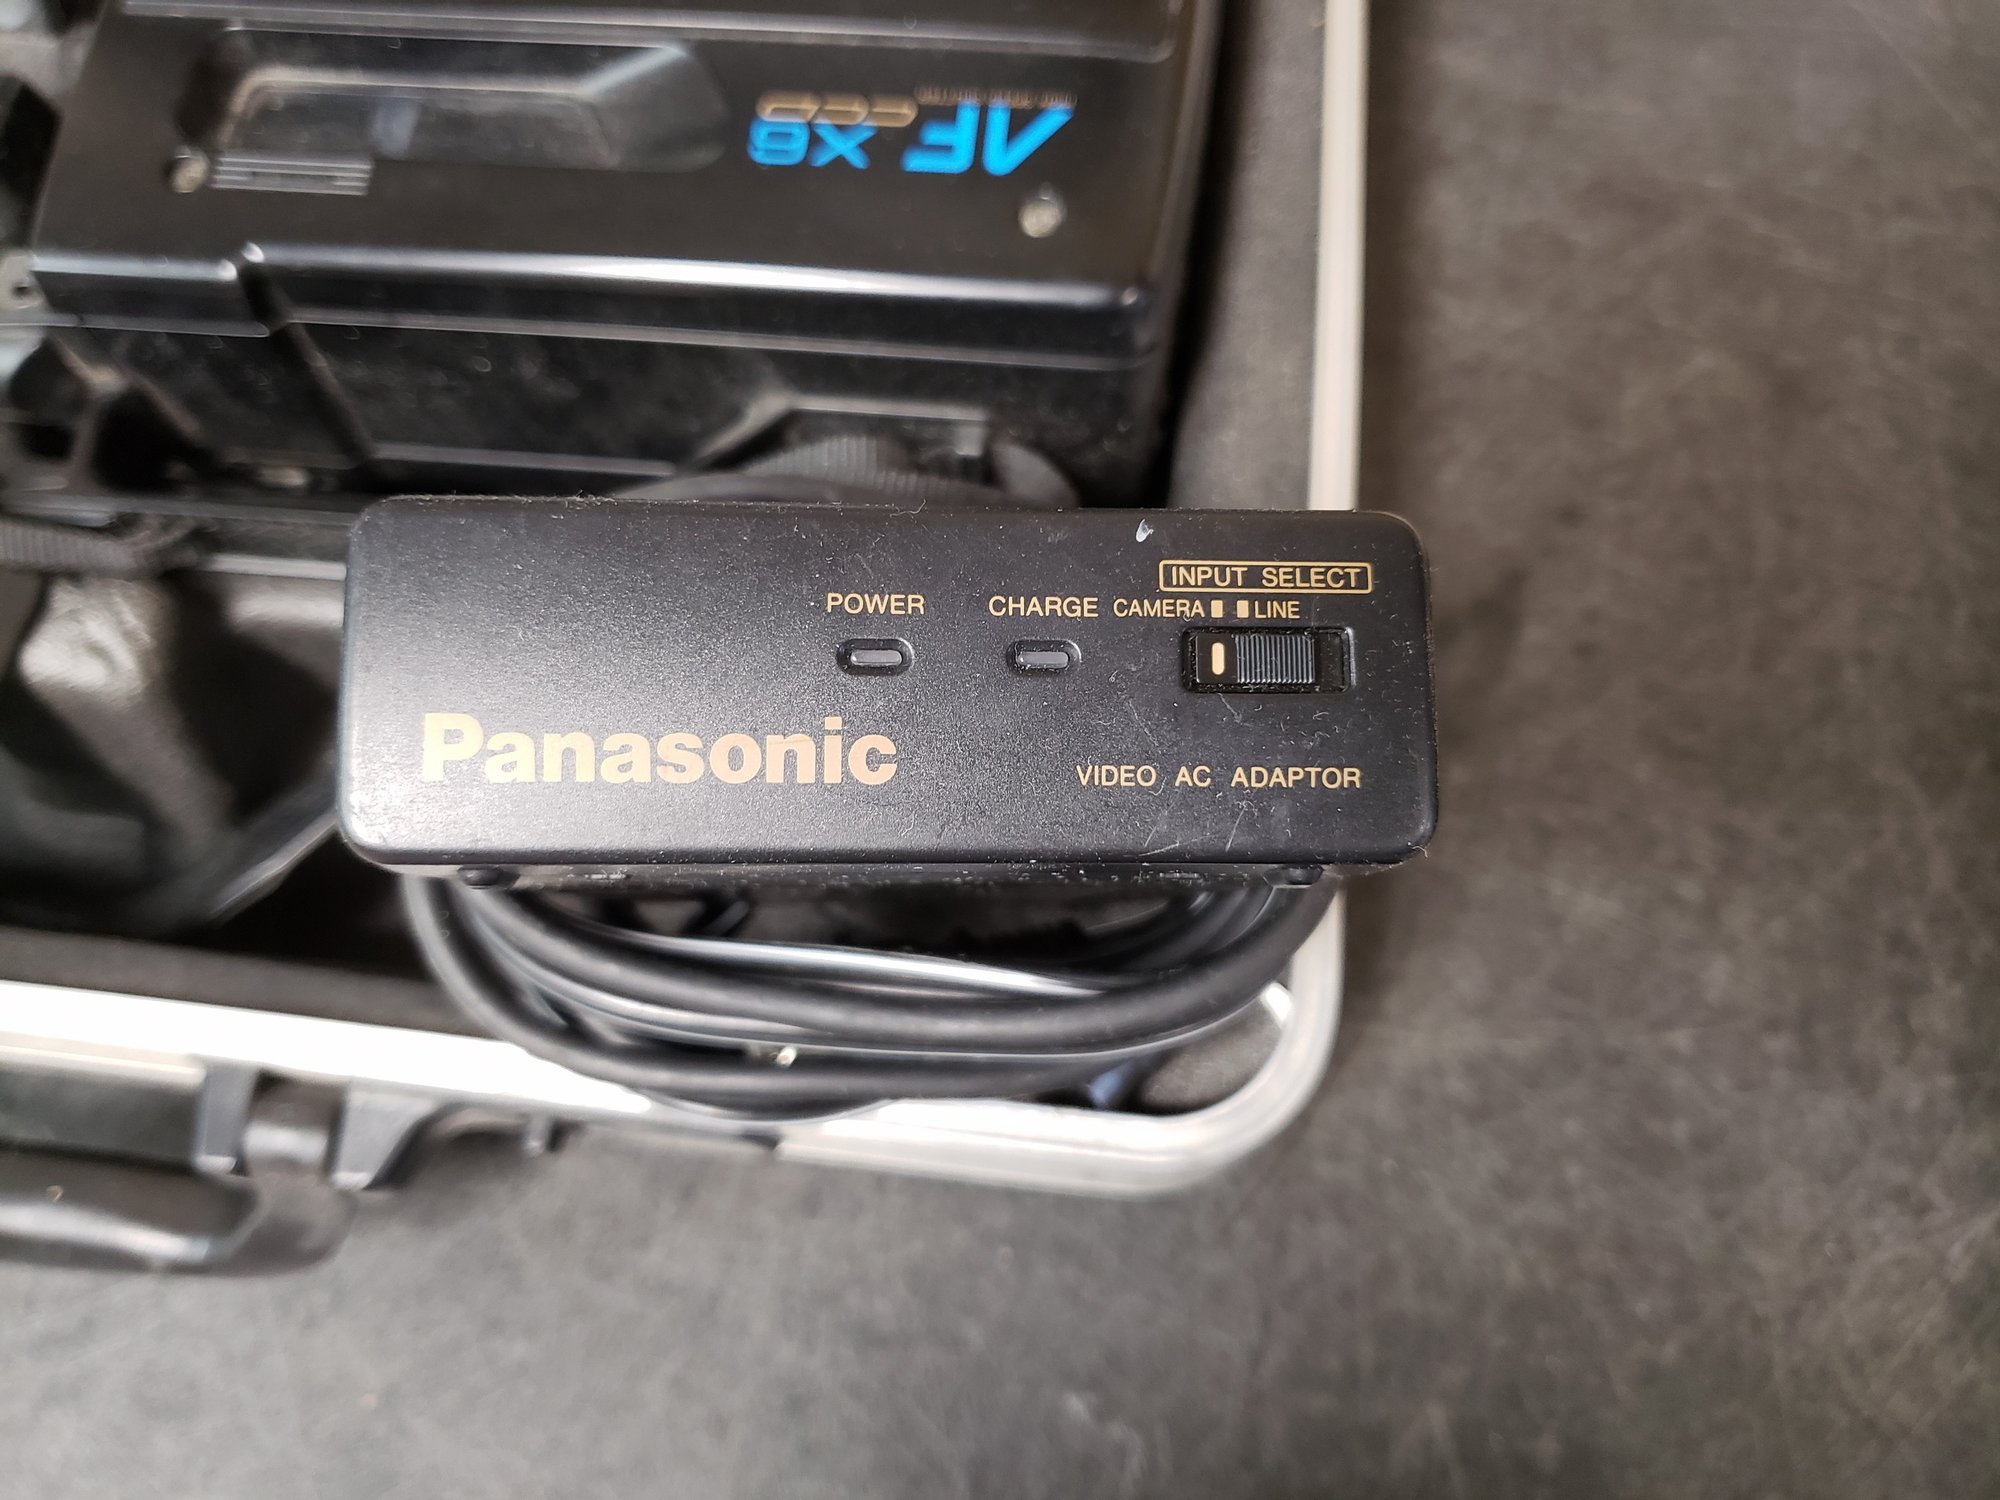 AF X6
CCD
INPUT SELECT
POWER
CHARGE
CAMERA
LINE
Panasonic
VIDEO AC ADAPTOR